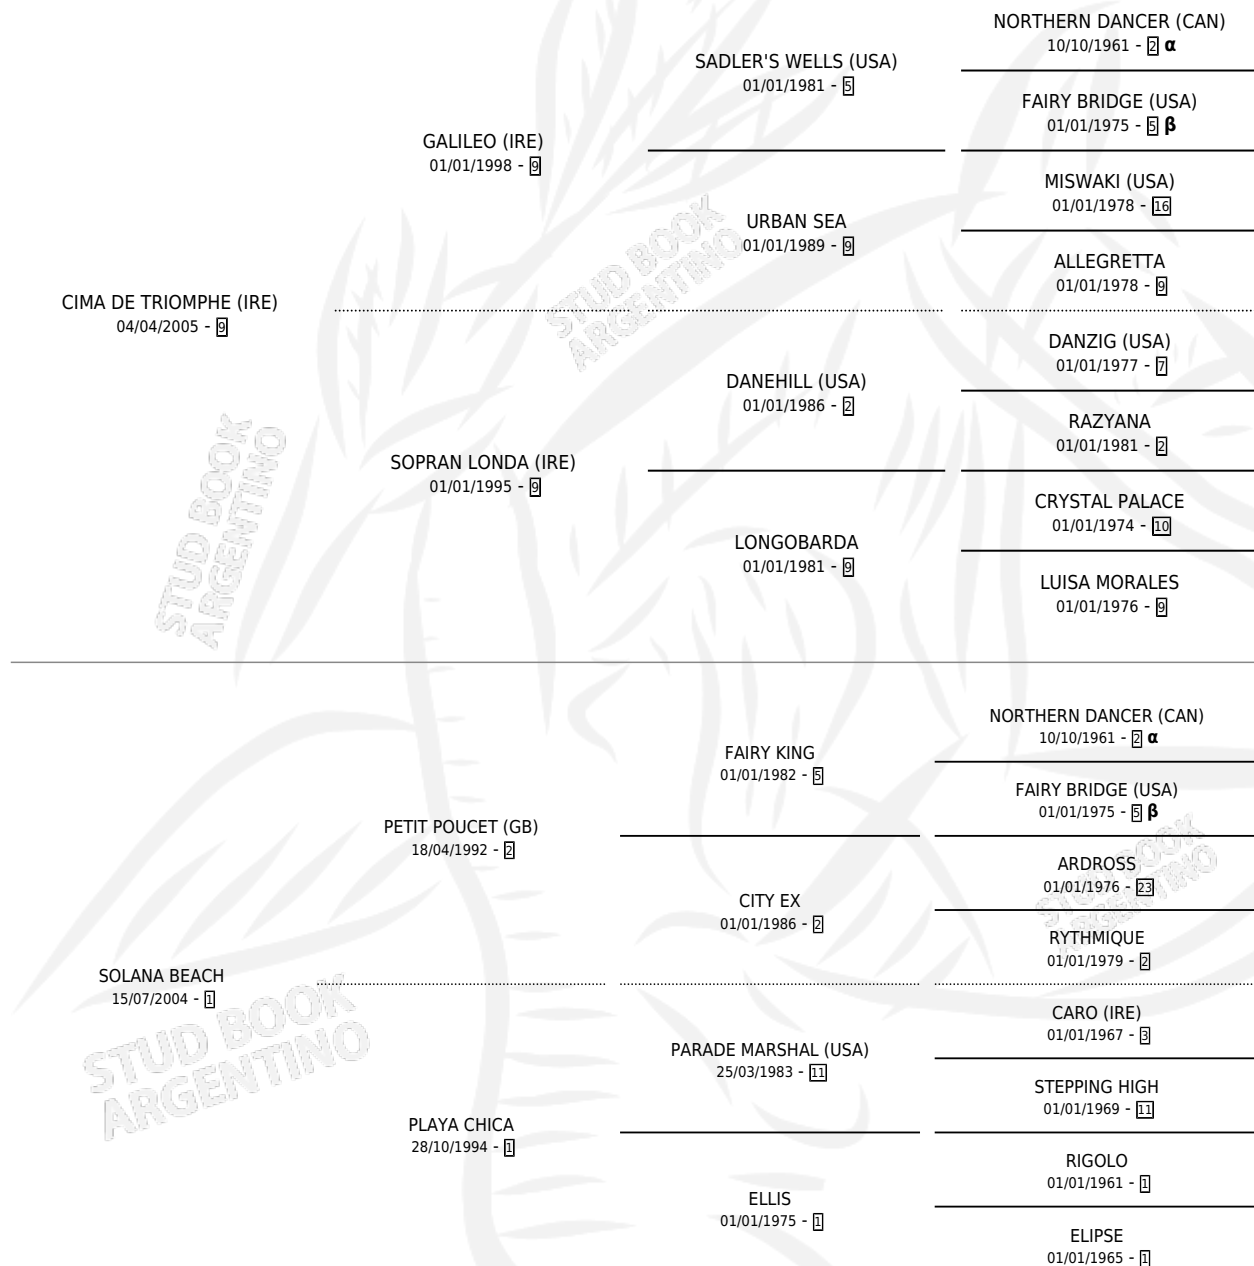 NORTHERN DANCER (CAN)
10/10/1961 - 2 α
SADLER'S WELLS (USA)
01/01/1981 - 5
FAIRY BRIDGE (USA)
01/01/1975 - 5 β
GALILEO (IRE)
01/01/1998 - 9
MISWAKI (USA)
01/01/1978 - 16
URBAN SEA
01/01/1989 - 9
ALLEGRETTA
01/01/1978 - 9
STUD BOOK
ARGENTINO
CIMA DE TRIOMPHE (IRE)
04/04/2005 - 9
DANZIG (USA)
01/01/1977 - 7
DANEHILL (USA)
01/01/1986 - 2
RAZYANA
01/01/1981 - 2
SOPRAN LONDA (IRE)
01/01/1995 - 9
STUD BOOK
ARGENTINO
CRYSTAL PALACE
01/01/1974 - 10
LONGOBARDA
01/01/1981 - 9
LUISA MORALES
01/01/1976 - 9
NORTHERN DANCER (CAN)
10/10/1961 - 2 α
FAIRY KING
01/01/1982 - 5
FAIRY BRIDGE (USA)
01/01/1975 - 5 β
PETIT POUCET (GB)
18/04/1992 - 2
ARDROSS
01/01/1976 - 23
STUD BOOK
ARGENTINO
CITY EX
01/01/1986 - 2
RYTHMIQUE
01/01/1979 - 2
SOLANA BEACH
15/07/2004 - 1
STUD BOOK
ARGENTINO
CARO (IRE)
01/01/1967 - 3
PARADE MARSHAL (USA)
25/03/1983 - 11
STEPPING HIGH
01/01/1969 - 11
PLAYA CHICA
28/10/1994 - 1
RIGOLO
01/01/1961 - 1
ELLIS
01/01/1975 - 1
ELIPSE
01/01/1965 - 1